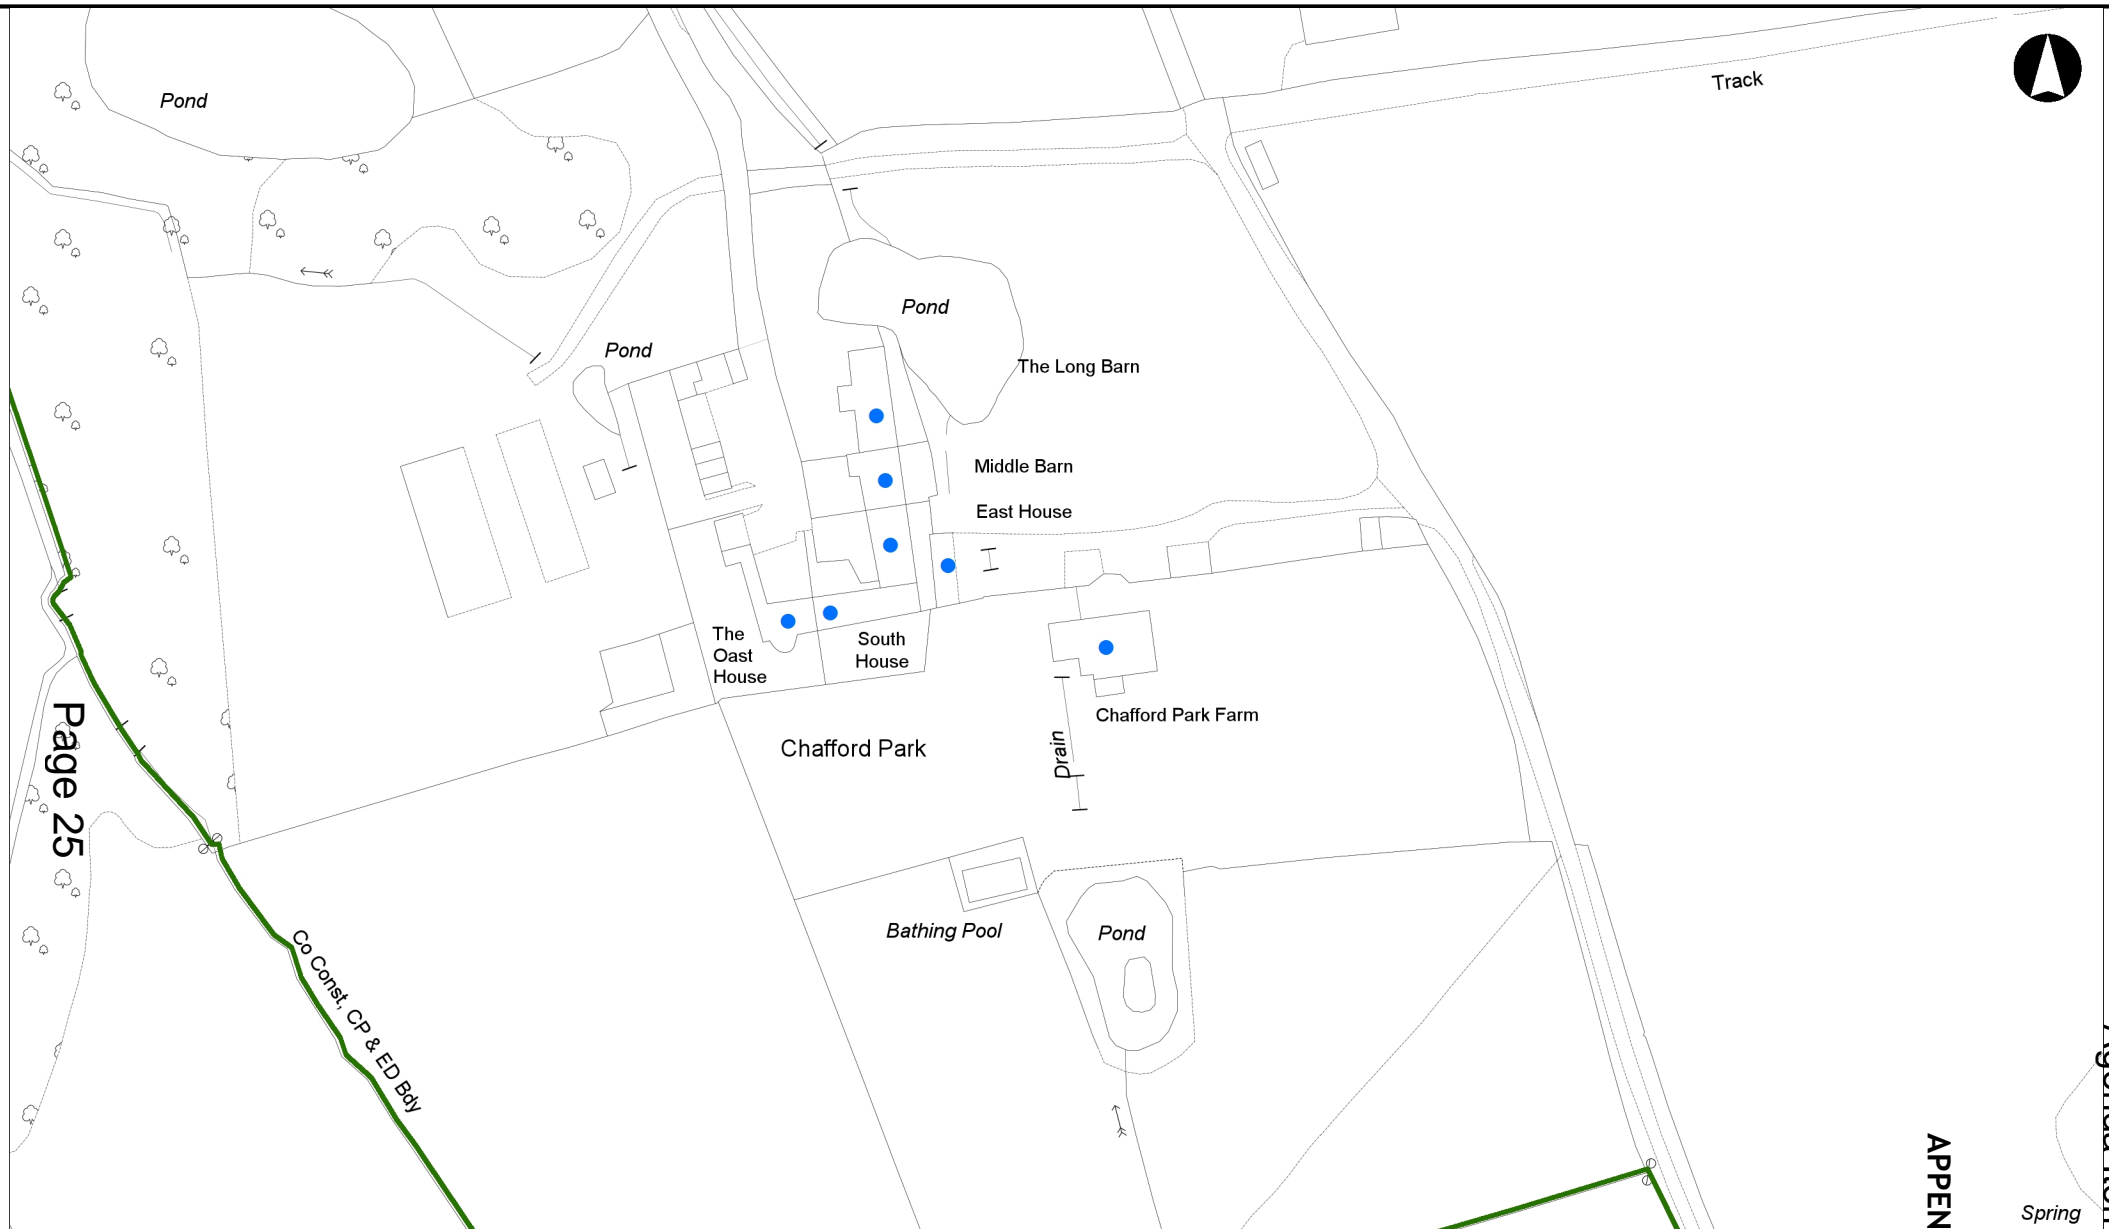 Pond
Track
Pond
Pond
The Long Barn
Middle Barn
East House
The
Oast
House
South
House
Chafford Park Farm
Chafford Park
Drain
Page 25
Bathing Pool
Pond
Co Const, CP & ED Bdy
APPEN
Spring